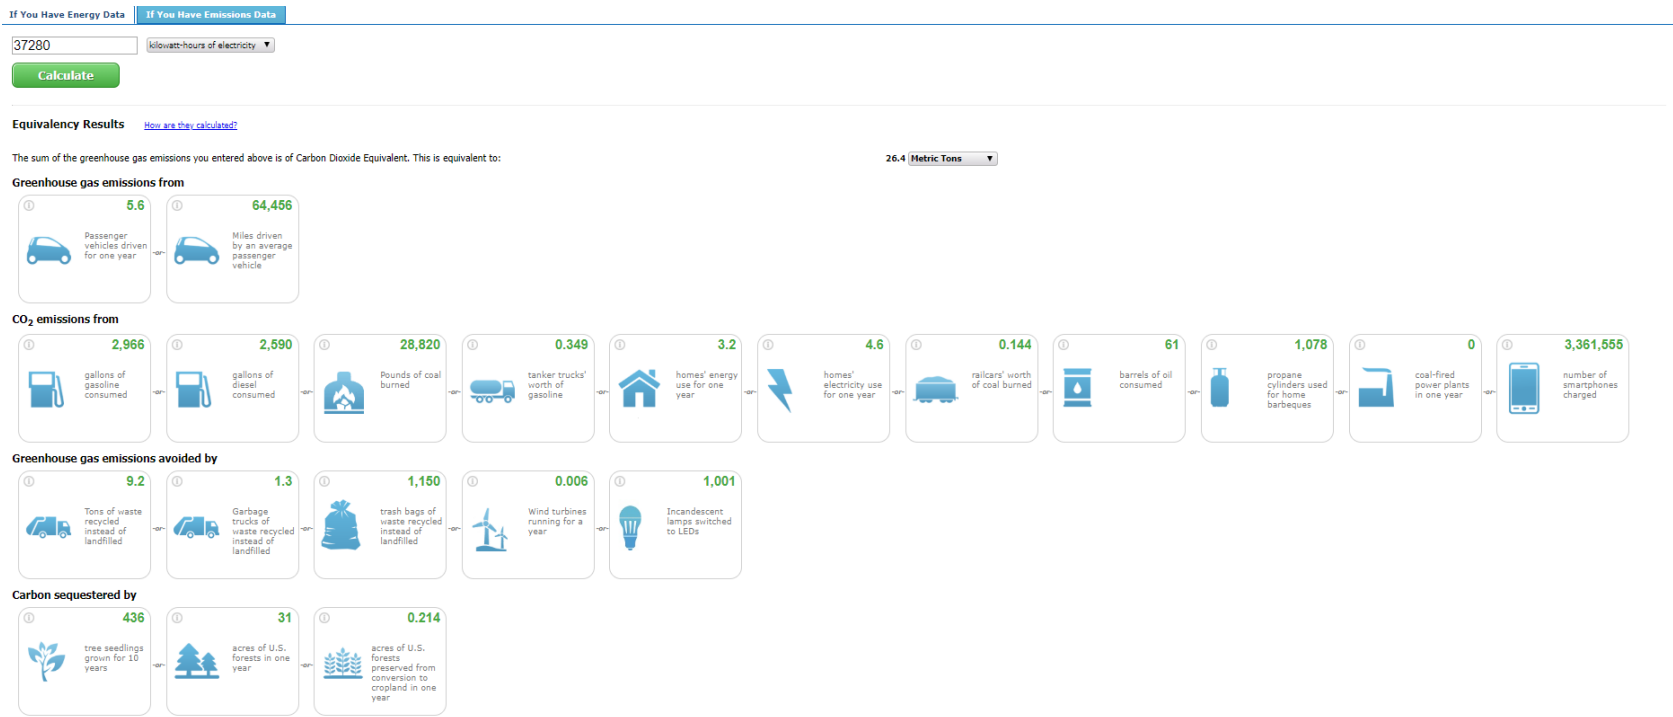 If You Have Energy Data
If You Have Emissions Data
37280
kilowatt-hours of electricity
Calculate
Equivalency Results
How are they calculated?
The sum of the greenhouse gas emissions you entered above is of Carbon Dioxide Equivalent. This is equivalent to:
26.4
Metric Tons
Greenhouse gas emissions from
5.6
Passenger
vehicles driven
for one year
-or-
64,456
Miles driven
by an average
passenger
vehicle
CO2 emissions from
2,966
gallons of
gasoline
consumed
-or-
2,590
gallons of
diesel
consumed
-or-
28,820
Pounds of coal
burned
-or-
0.349
tanker trucks'
worth of
gasoline
-or-
3.2
homes' energy
use for one
year
-or-
4.6
homes'
electricity use
for one year
-or-
0.144
railcars' worth
of coal burned
-or-
61
barrels of oil
consumed
-or-
1,078
propane
cylinders used
for home
barbeques
-or-
0
coal-fired
power plants
in one year
-or-
3,361,555
number of
smartphones
charged
Greenhouse gas emissions avoided by
9.2
Tons of waste
recycled
instead of
landfilled
-or-
1.3
Garbage
trucks of
waste recycled
instead of
landfilled
-or-
1,150
trash bags of
waste recycled
instead of
landfilled
-or-
0.006
Wind turbines
running for a
year
-or-
1,001
Incandescent
lamps switched
to LEDs
Carbon sequestered by
436
tree seedlings
grown for 10
years
-or-
31
acres of U.S.
forests in one
year
-or-
0.214
acres of U.S.
forests
preserved from
conversion to
cropland in one
year